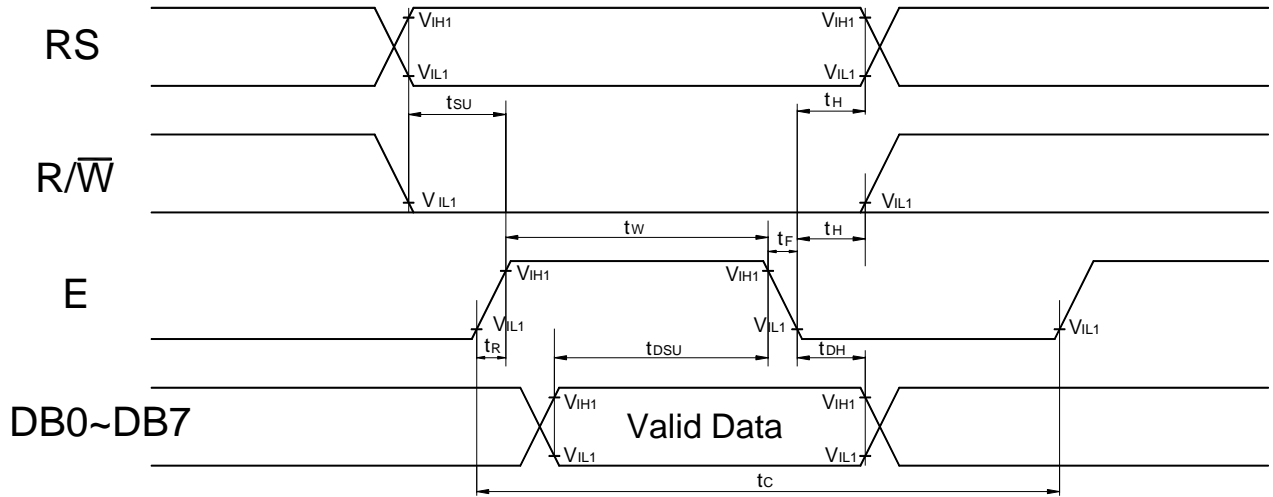 RS
VIH1
VIL1
VIH1
VIL1
tSU
tH
R/W̅
VIL1
VIL1
tW
tF
tH
E
VIH1
VIL1
VIH1
VIL1
VIL1
tR
tDSU
tDH
DB0~DB7
VIH1
VIL1
Valid Data
VIH1
VIL1
tC